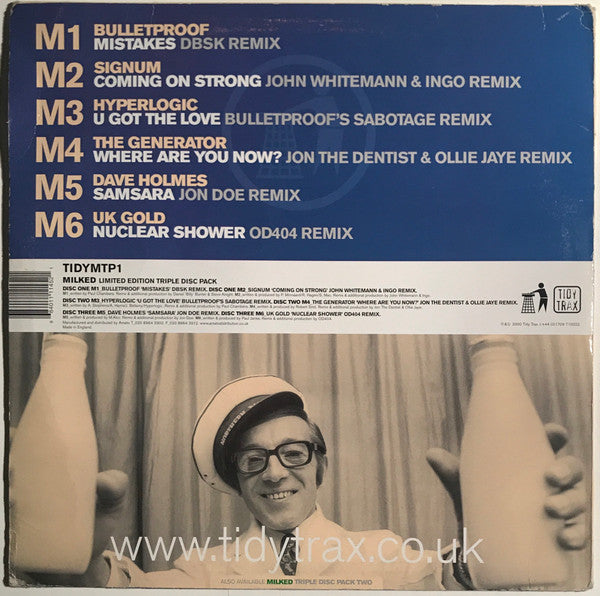 M1 BULLETPROOF
MISTAKES DBSK REMIX
M2 SIGNUM
COMING ON STRONG JOHN WHITEMANN & INGO REMIX
M3 HYPERLOGIC
U GOT THE LOVE BULLETPROOF'S SABOTAGE REMIX
M4 THE GENERATOR
WHERE ARE YOU NOW? JON THE DENTIST & OLLIE JAYE REMIX
M5 DAVE HOLMES
SAMSARA JON DOE REMIX
M6 UK GOLD
NUCLEAR SHOWER OD404 REMIX
TIDYMTP1
MILKED LIMITED EDITION TRIPLE DISC PACK
DISC ONE M1 BULLETPROOF 'MISTAKES' DBSK REMIX. DISC ONE M2 SIGNUM 'COMING ON STRONG' JOHN WHITEMANN & INGO REMIX.
DISC TWO M3 HYPERLOGIC 'U GOT THE LOVE' BULLETPROOF'S SABOTAGE REMIX. DISC TWO M4 THE GENERATOR 'WHERE ARE YOU NOW?' JON THE DENTIST & OLLIE JAYE REMIX.
DISC THREE M5 DAVE HOLMES 'SAMSARA' JON DOE REMIX. DISC THREE M6 UK GOLD 'NUCLEAR SHOWER' OD404 REMIX.
Made in England.
TIDY
TRAX
www.tidytrax.co.uk
ALSO AVAILABLE MILKED TRIPLE DISC PACK TWO